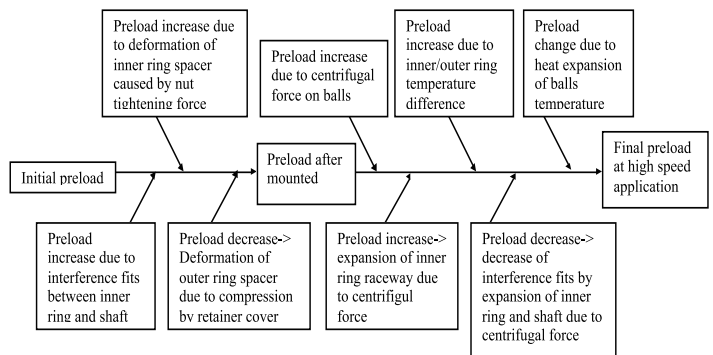 Preload increase due
to deformation of
inner ring spacer
caused by nut
tightening force
Preload increase
due to centrifugal
force on balls
Preload
increase due to
inner/outer ring
temperature
difference
Preload
change due to
heat expansion
of balls
temperature
Initial preload
Preload after
mounted
Final preload
at high speed
application
Preload
increase due to
interference fits
between inner
ring and shaft
Preload decrease->
Deformation of
outer ring spacer
due to compression
by retainer cover
Preload increase->
expansion of inner
ring raceway due
to centrifigul
force
Preload decrease->
decrease of
interference fits by
expansion of inner
ring and shaft due to
centrifugal force